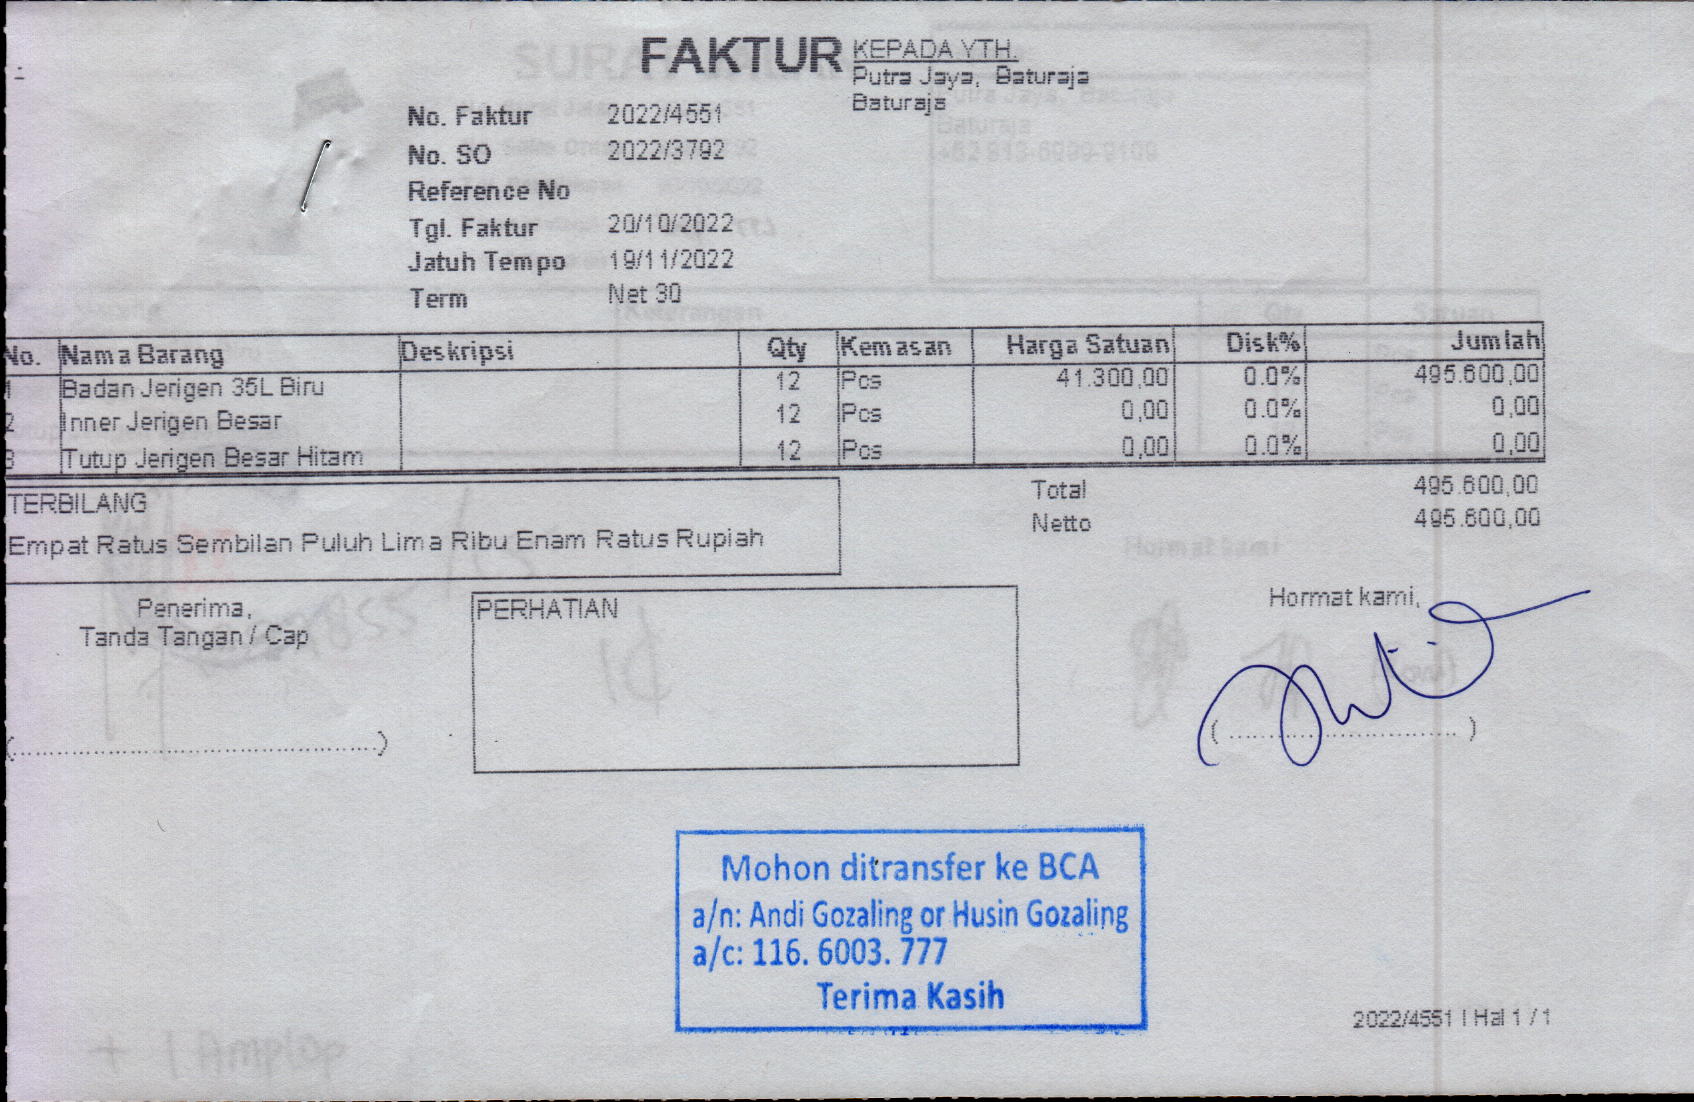 FAKTUR
KEPADA YTH.
Putra Jaya, Baturaja
Baturaja
No. Faktur 2022/4551
No. SO 2022/3792
Reference No
Tgl. Faktur 20/10/2022
Jatuh Tempo 19/11/2022
Term Net 30
No. Nama Barang Deskripsi Qty Kemasan Harga Satuan Disk% Jumlah
1 Badan Jerigen 35L Biru 12 Pcs 41.300,00 0.0% 495.600,00
2 Inner Jerigen Besar 12 Pcs 0,00 0.0% 0,00
3 Tutup Jerigen Besar Hitam 12 Pcs 0,00 0.0% 0,00
Total 495.600,00
Netto 495.600,00
TERBILANG
Empat Ratus Sembilan Puluh Lima Ribu Enam Ratus Rupiah
Penerima,
Tanda Tangan / Cap
(............................................)
PERHATIAN
Hormat kami,
( .............................. )
Mohon ditransfer ke BCA
a/n: Andi Gozaling or Husin Gozaling
a/c: 116. 6003. 777
Terima Kasih
2022/4551 | Hal 1 / 1
+ 1 Amplop